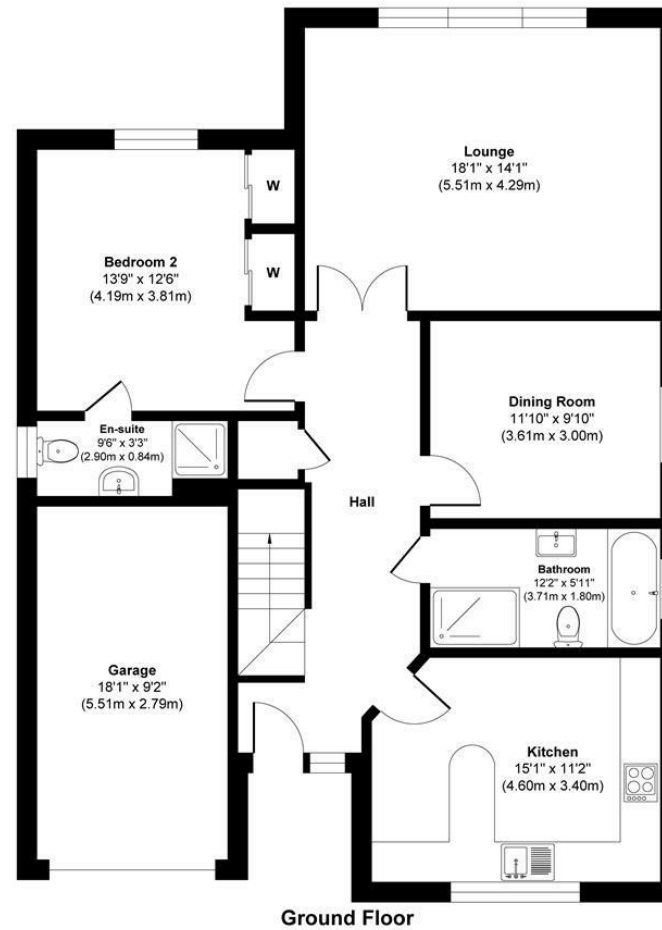 Lounge
18'1" x 14'1"
(5.51m x 4.29m)
W
W
Bedroom 2
13'9" x 12'6"
(4.19m x 3.81m)
Dining Room
11'10" x 9'10"
(3.61m x 3.00m)
En-suite
9'6" x 3'3"
(2.90m x 0.84m)
Hall
Bathroom
12'2" x 5'11"
(3.71m x 1.80m)
Garage
18'1" x 9'2"
(5.51m x 2.79m)
Kitchen
15'1" x 11'2"
(4.60m x 3.40m)
Ground Floor